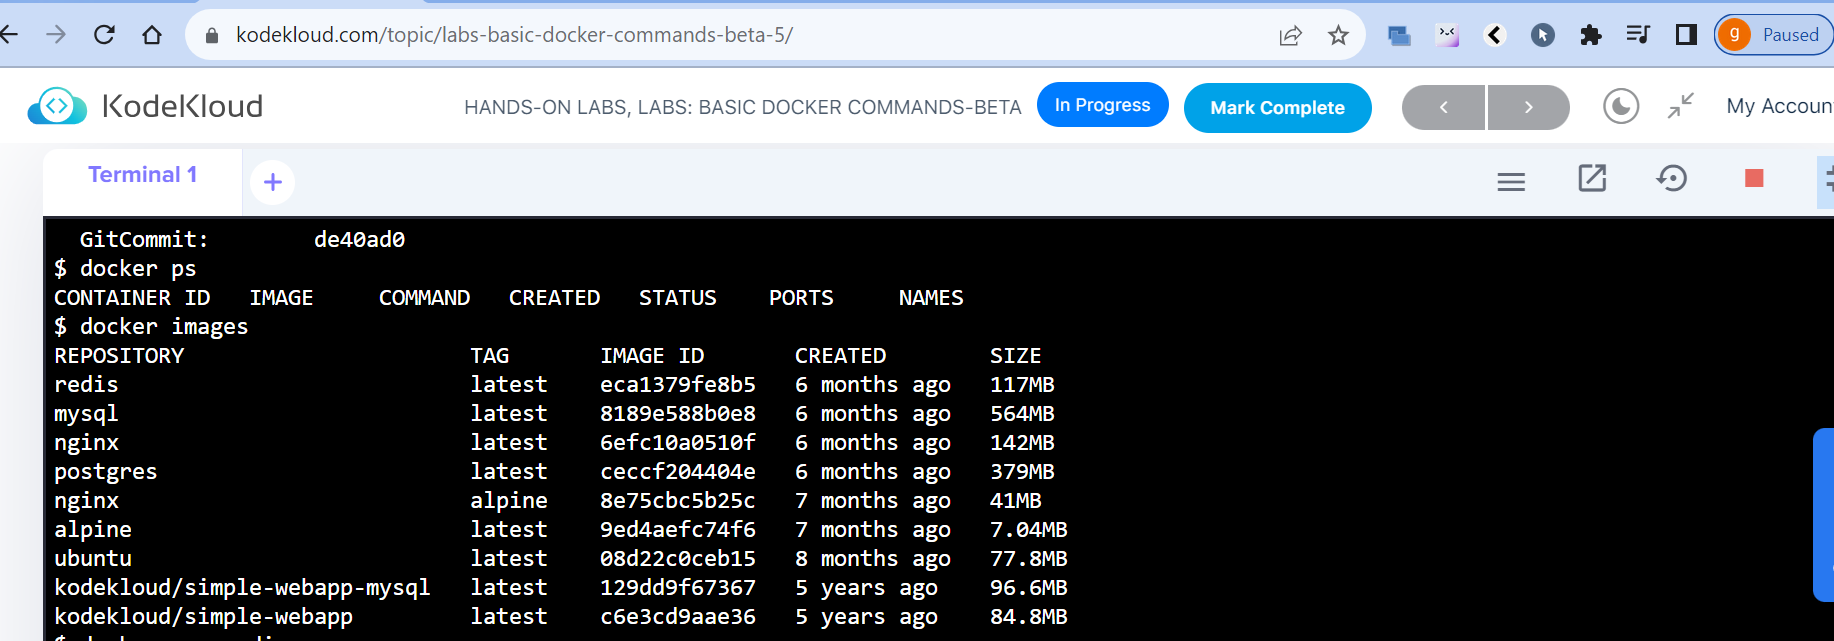 kodekloud.com/topic/labs-basic-docker-commands-beta-5/
g Paused
KodeKloud
HANDS-ON LABS, LABS: BASIC DOCKER COMMANDS-BETA
In Progress
Mark Complete
My Accoun
Terminal 1
GitCommit: de40ad0
$ docker ps
CONTAINER ID IMAGE COMMAND CREATED STATUS PORTS NAMES
$ docker images
REPOSITORY TAG IMAGE ID CREATED SIZE
redis latest eca1379fe8b5 6 months ago 117MB
mysql latest 8189e588b0e8 6 months ago 564MB
nginx latest 6efc10a0510f 6 months ago 142MB
postgres latest ceccf204404e 6 months ago 379MB
nginx alpine 8e75cbc5b25c 7 months ago 41MB
alpine latest 9ed4aefc74f6 7 months ago 7.04MB
ubuntu latest 08d22c0ceb15 8 months ago 77.8MB
kodekloud/simple-webapp-mysql latest 129dd9f67367 5 years ago 96.6MB
kodekloud/simple-webapp latest c6e3cd9aae36 5 years ago 84.8MB